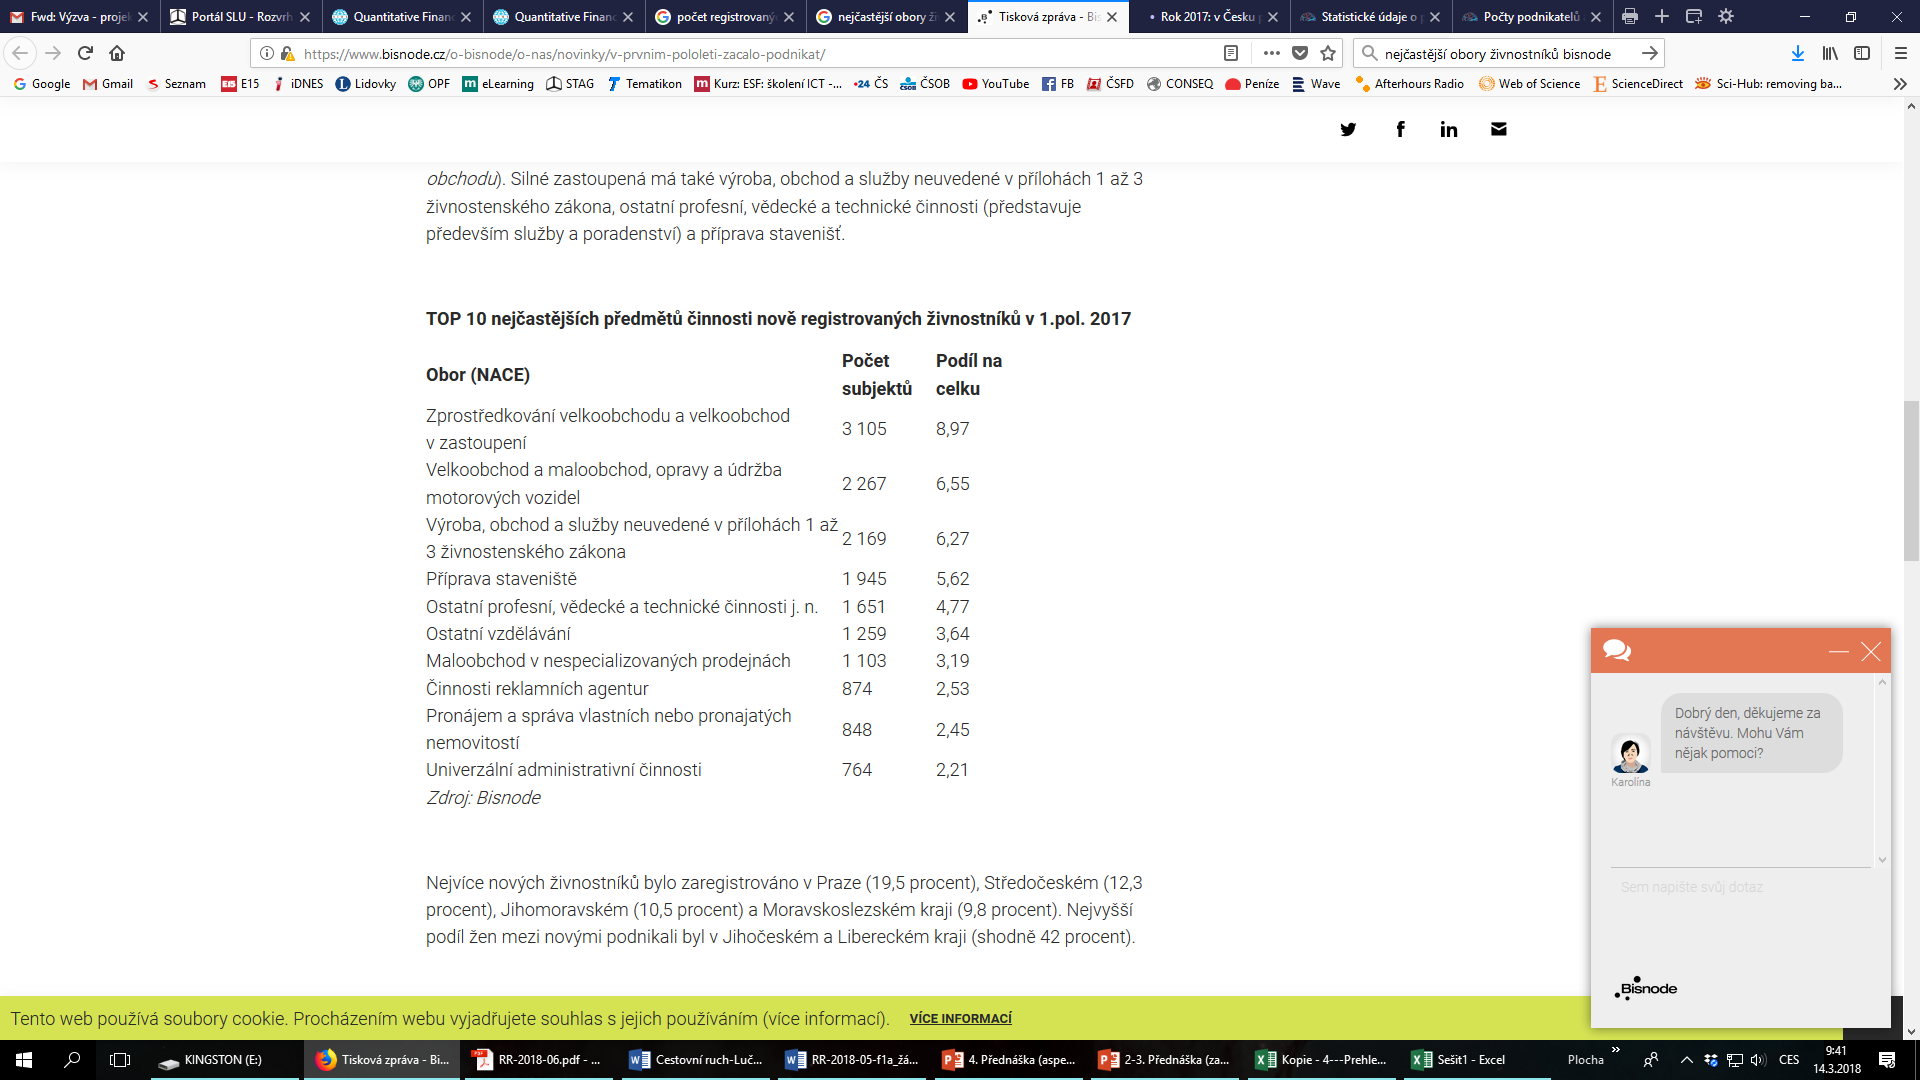 Fwd: Výzva - projek
Portál SLU - Rozvrh
Quantitative Financ
Quantitative Financ
počet registrovaný
nejčastější obory ži
Tisková zpráva - Bis
Rok 2017: v Česku p
Statistické údaje o p
Počty podnikatelů
https://www.bisnode.cz/o-bisnode/o-nas/novinky/v-prvnim-pololeti-zacalo-podnikat/
nejčastější obory živnostníků bisnode
Google
Gmail
Seznam
E15
iDNES
Lidovky
OPF
eLearning
STAG
Tematikon
Kurz: ESF: školení ICT -...
ČS
ČSOB
YouTube
FB
ČSFD
CONSEQ
Peníze
Wave
Afterhours Radio
Web of Science
ScienceDirect
Sci-Hub: removing ba...
obchodu). Silné zastoupená má také výroba, obchod a služby neuvedené v přílohách 1 až 3
živnostenského zákona, ostatní profesní, vědecké a technické činnosti (představuje
především služby a poradenství) a příprava stavenišť.
TOP 10 nejčastějších předmětů činnosti nově registrovaných živnostníků v 1.pol. 2017
Obor (NACE) Počet subjektů Podíl na celku
Zprostředkování velkoobchodu a velkoobchod
v zastoupení 3 105 8,97
Velkoobchod a maloobchod, opravy a údržba
motorových vozidel 2 267 6,55
Výroba, obchod a služby neuvedené v přílohách 1 až
3 živnostenského zákona 2 169 6,27
Příprava staveniště 1 945 5,62
Ostatní profesní, vědecké a technické činnosti j. n. 1 651 4,77
Ostatní vzdělávání 1 259 3,64
Maloobchod v nespecializovaných prodejnách 1 103 3,19
Činnosti reklamních agentur 874 2,53
Pronájem a správa vlastních nebo pronajatých
nemovitostí 848 2,45
Univerzální administrativní činnosti 764 2,21
Zdroj: Bisnode
Nejvíce nových živnostníků bylo zaregistrováno v Praze (19,5 procent), Středočeském (12,3
procent), Jihomoravském (10,5 procent) a Moravskoslezském kraji (9,8 procent). Nejvyšší
podíl žen mezi novými podnikali byl v Jihočeském a Libereckém kraji (shodně 42 procent).
Dobrý den, děkujeme za
návštěvu. Mohu Vám
nějak pomoci?
Karolína
Sem napište svůj dotaz
Bisnode
Tento web používá soubory cookie. Procházením webu vyjadřujete souhlas s jejich používáním (více informací). VÍCE INFORMACÍ
KINGSTON (E:)
Tisková zpráva - Bi...
RR-2018-06.pdf - ...
Cestovní ruch-Luč...
RR-2018-05-f1a_žá...
4. Přednáška (aspe...
2-3. Přednáška (za...
Kopie - 4---Prehle...
Sešit1 - Excel
Plocha
CES
9:41
14.3.2018